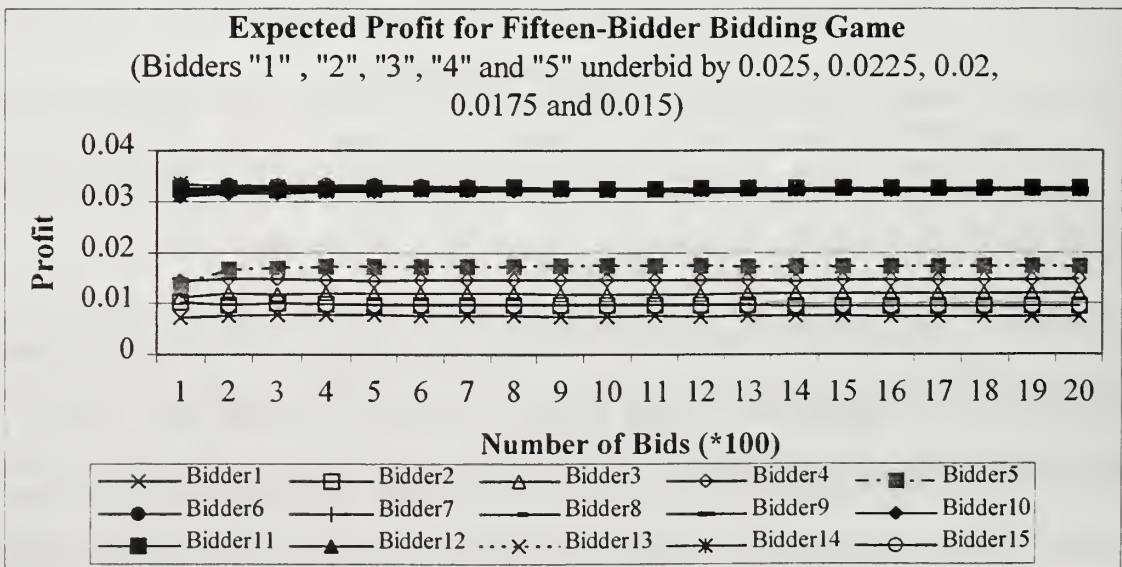 Expected Profit for Fifteen-Bidder Bidding Game
(Bidders "1" , "2", "3", "4" and "5" underbid by 0.025, 0.0225, 0.02,
0.0175 and 0.015)
0.04
0.03
0.02
0.01
0
Profit
1 2 3 4 5 6 7 8 9 10 11 12 13 14 15 16 17 18 19 20
Number of Bids (*100)
Bidder1 Bidder2 Bidder3 Bidder4 Bidder5
Bidder6 Bidder7 Bidder8 Bidder9 Bidder10
Bidder11 Bidder12 Bidder13 Bidder14 Bidder15